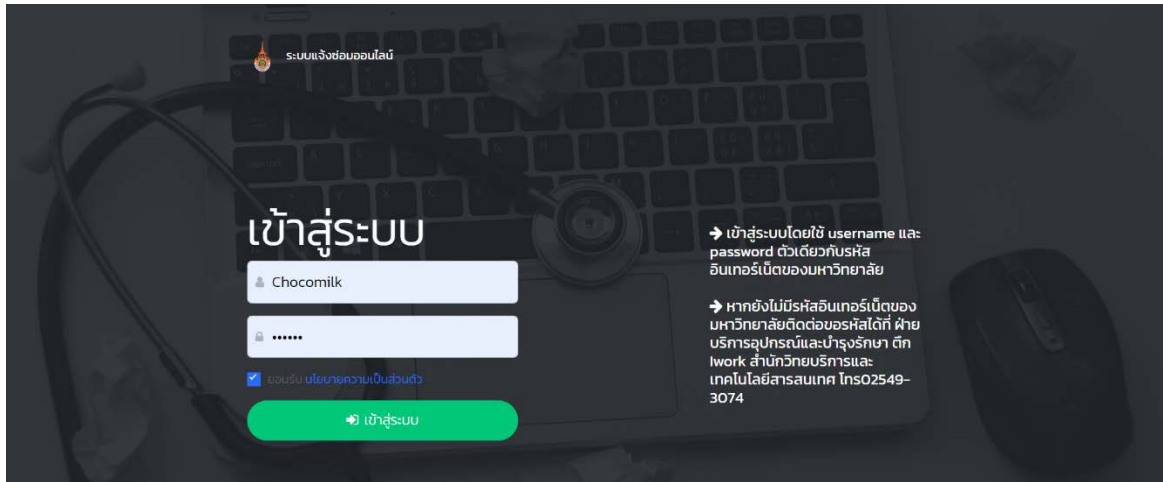 ระบบแจ้งซ่อมออนไลน์
เข้าสู่ระบบ
Chocomilk
••••••
ยอมรับ นโยบายความเป็นส่วนตัว
เข้าสู่ระบบ
➔ เข้าสู่ระบบโดยใช้ username และ
password ตัวเดียวกับรหัส
อินเทอร์เน็ตของมหาวิทยาลัย
➔ หากยังไม่มีรหัสอินเทอร์เน็ตของ
มหาวิทยาลัยติดต่อขอรหัสได้ที่ ฝ่าย
บริการอุปกรณ์และบำรุงรักษา ตึก
Iwork สำนักวิทยบริการและ
เทคโนโลยีสารสนเทศ โทร02549-
3074